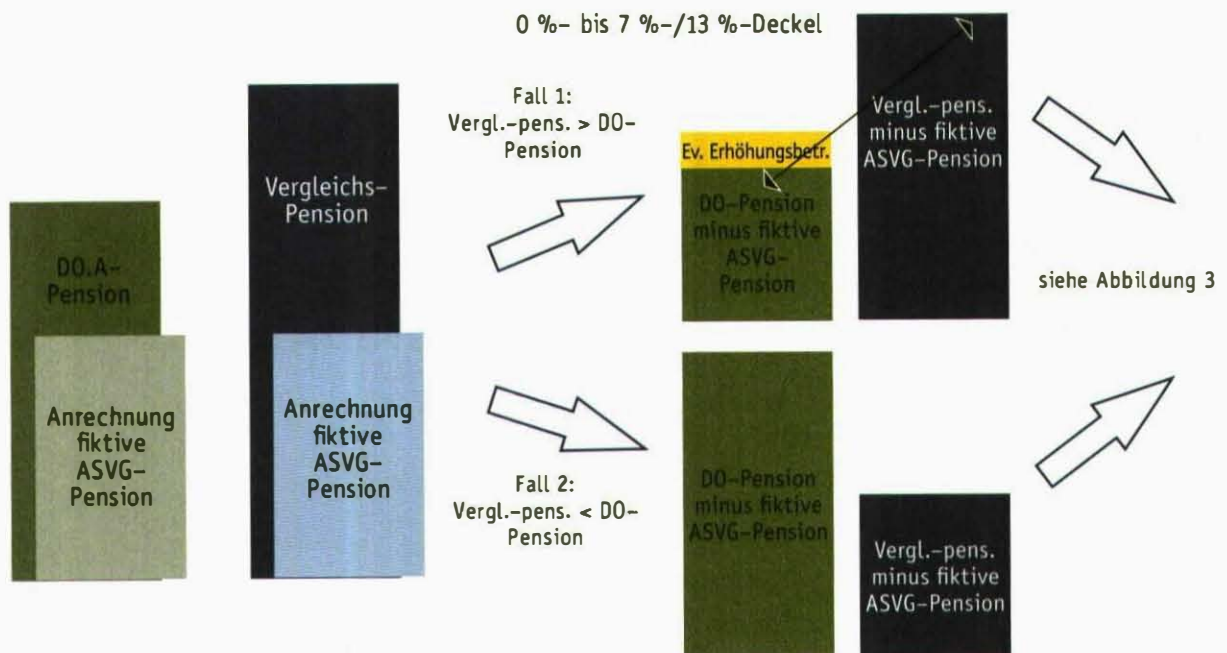 0 %- bis 7 %-/13 %-Deckel
DO.A-
Pension
Anrechnung
fiktive
ASVG-
Pension
Vergleichs-
Pension
Anrechnung
fiktive
ASVG-
Pension
Fall 1:
Vergl.-pens. > DO-
Pension
Ev. Erhöhungsbetr.
DO-Pension
minus fiktive
ASVG-
Pension
Vergl.-pens.
minus fiktive
ASVG-Pension
siehe Abbildung 3
Fall 2:
Vergl.-pens. < DO-
Pension
DO-Pension
minus fiktive
ASVG-Pension
Vergl.-pens.
minus fiktive
ASVG-Pension